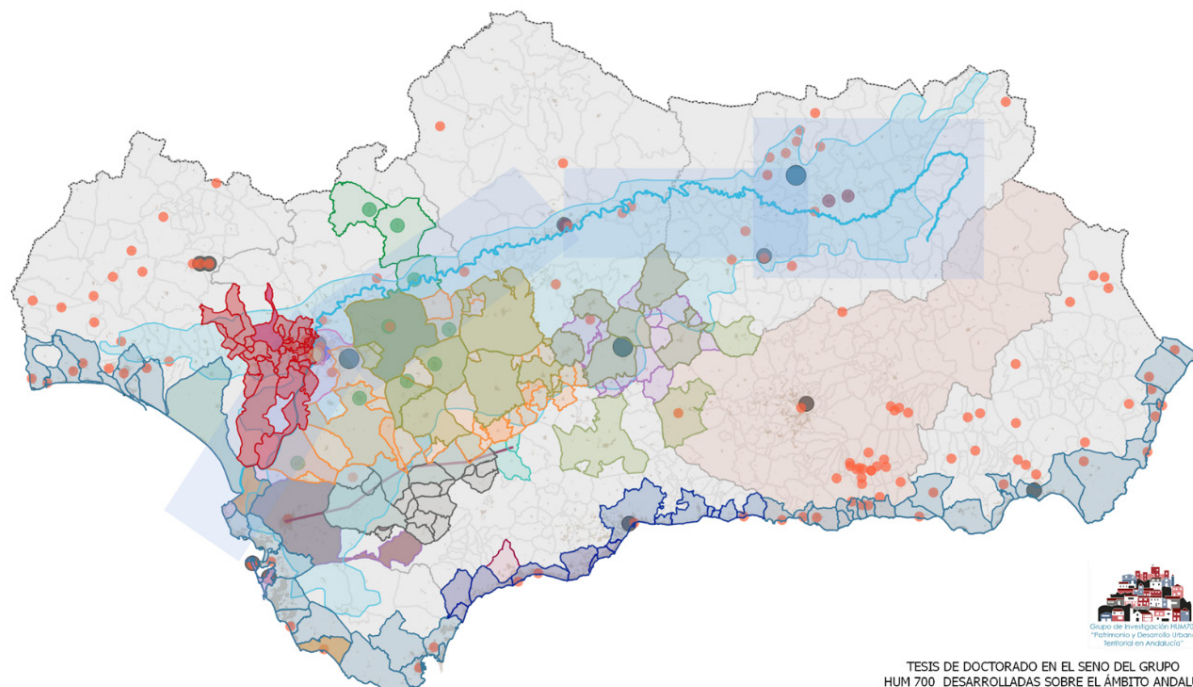 Grupo de Investigación HUM70
"Patrimonio y Desarrollo Urbano
Territorial en Andalucía"
TESIS DE DOCTORADO EN EL SENO DEL GRUPO
HUM 700 DESARROLLADAS SOBRE EL ÁMBITO ANDAL